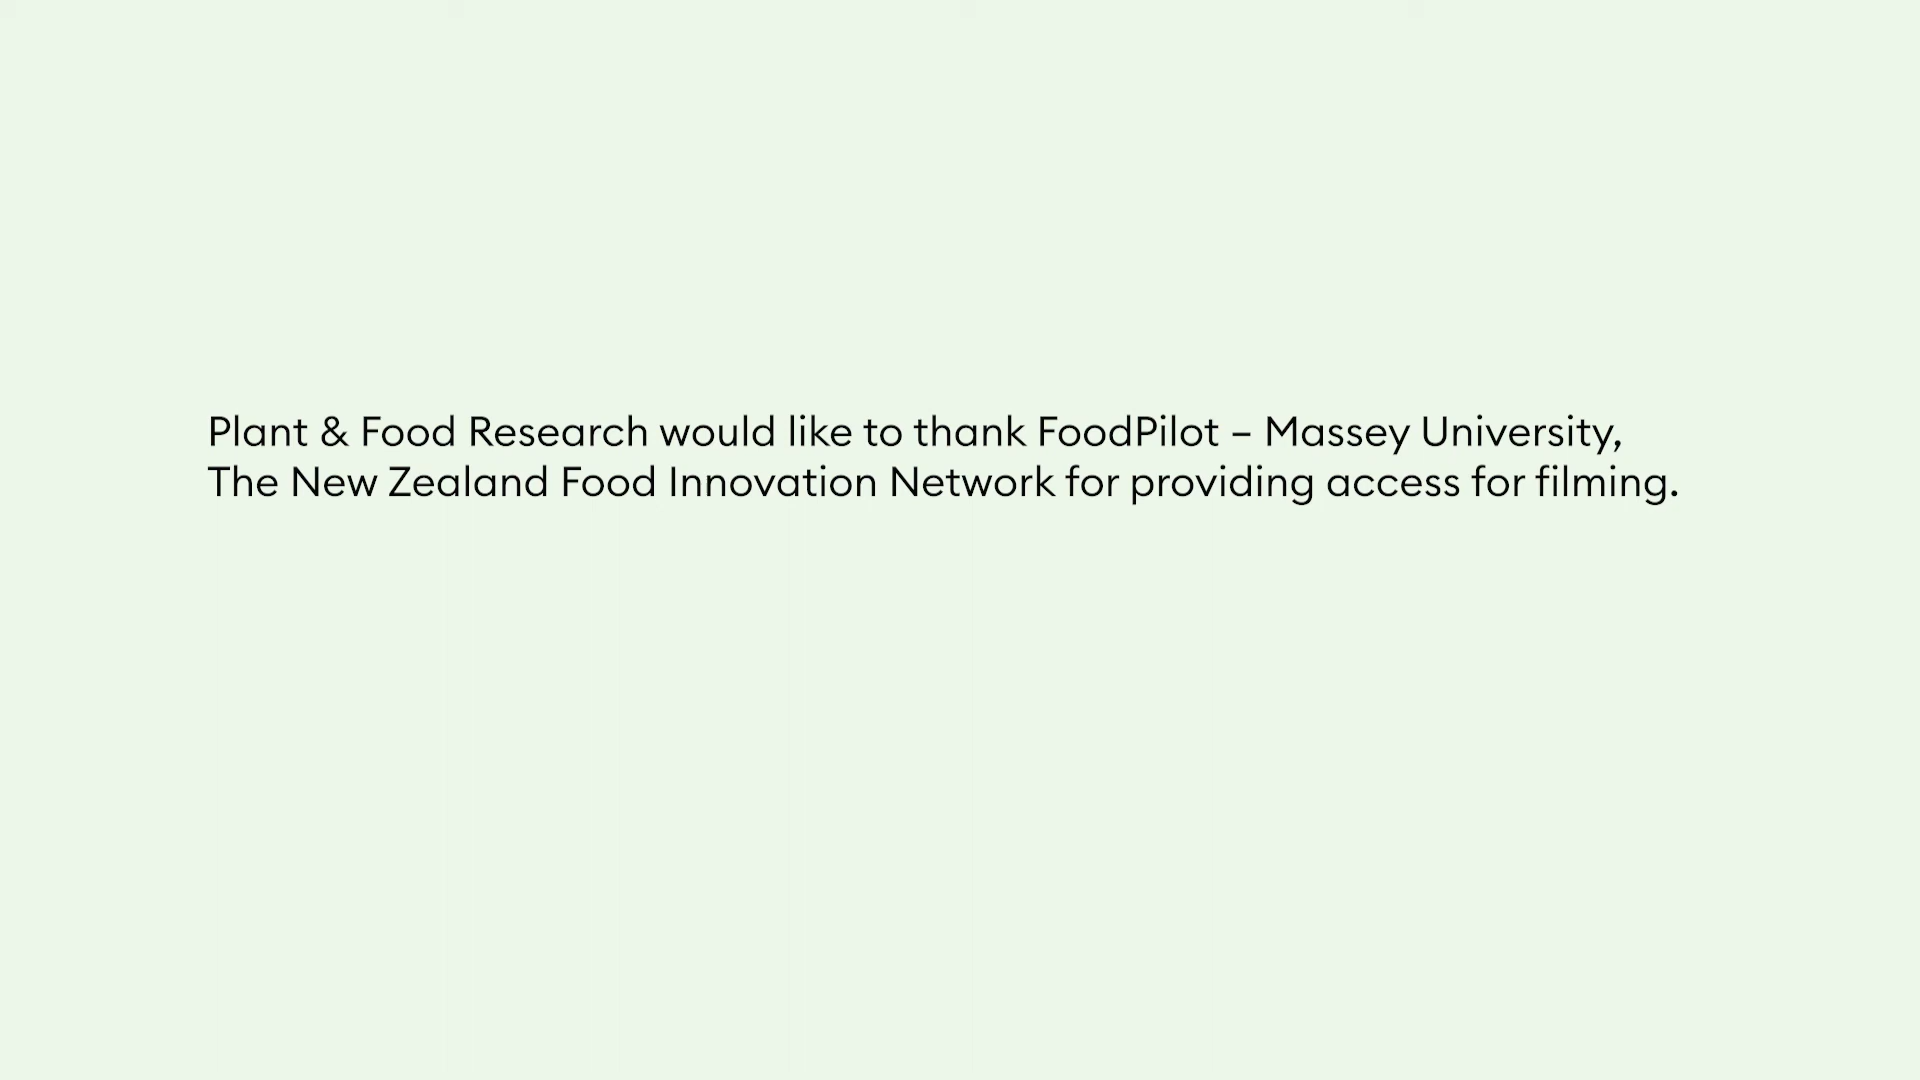 Plant & Food Research would like to thank FoodPilot – Massey University,
The New Zealand Food Innovation Network for providing access for filming.